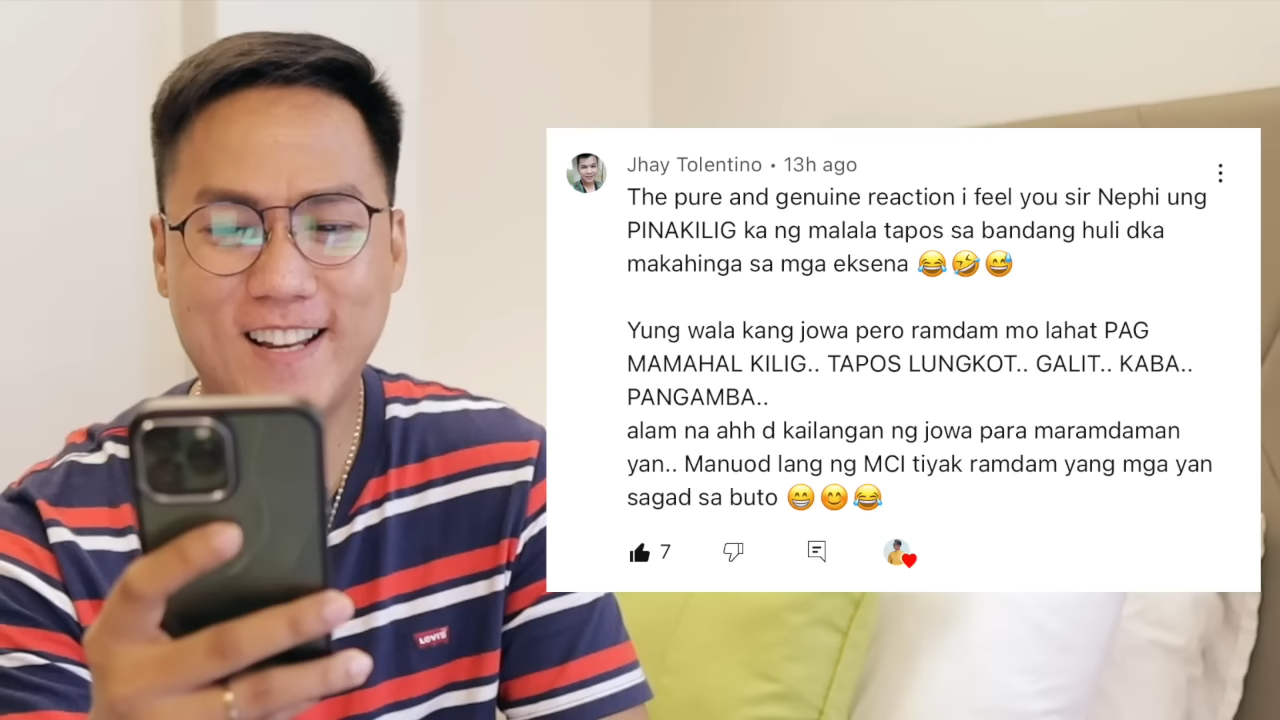 Jhay Tolentino • 13h ago
The pure and genuine reaction i feel you sir Nephi ung
PINAKILIG ka ng malala tapos sa bandang huli dka
makahinga sa mga eksena 😂🤣😅
Yung wala kang jowa pero ramdam mo lahat PAG
MAMAHAL KILIG.. TAPOS LUNGKOT.. GALIT.. KABA..
PANGAMBA..
alam na ahh d kailangan ng jowa para maramdaman
yan.. Manuod lang ng MCI tiyak ramdam yang mga yan
sagad sa buto 😁😊😂
7
LEVI'S